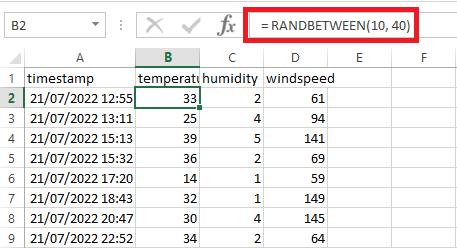 B2 fx = RANDBETWEEN(10, 40)
A B C D E F
1 timestamp temperatu humidity windspeed
2 21/07/2022 12:55 33 2 61
3 21/07/2022 13:11 25 4 94
4 21/07/2022 15:13 39 5 141
5 21/07/2022 15:32 36 2 69
6 21/07/2022 17:20 14 1 59
7 21/07/2022 18:43 32 1 149
8 21/07/2022 20:47 30 4 145
9 21/07/2022 22:52 34 2 64